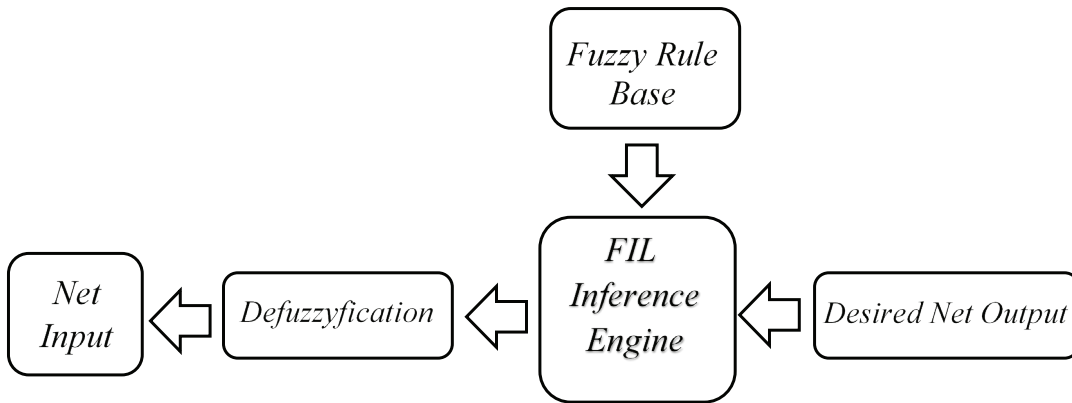 Fuzzy Rule
Base
FIL
Inference
Engine
Net
Input
Defuzzyfication
Desired Net Output